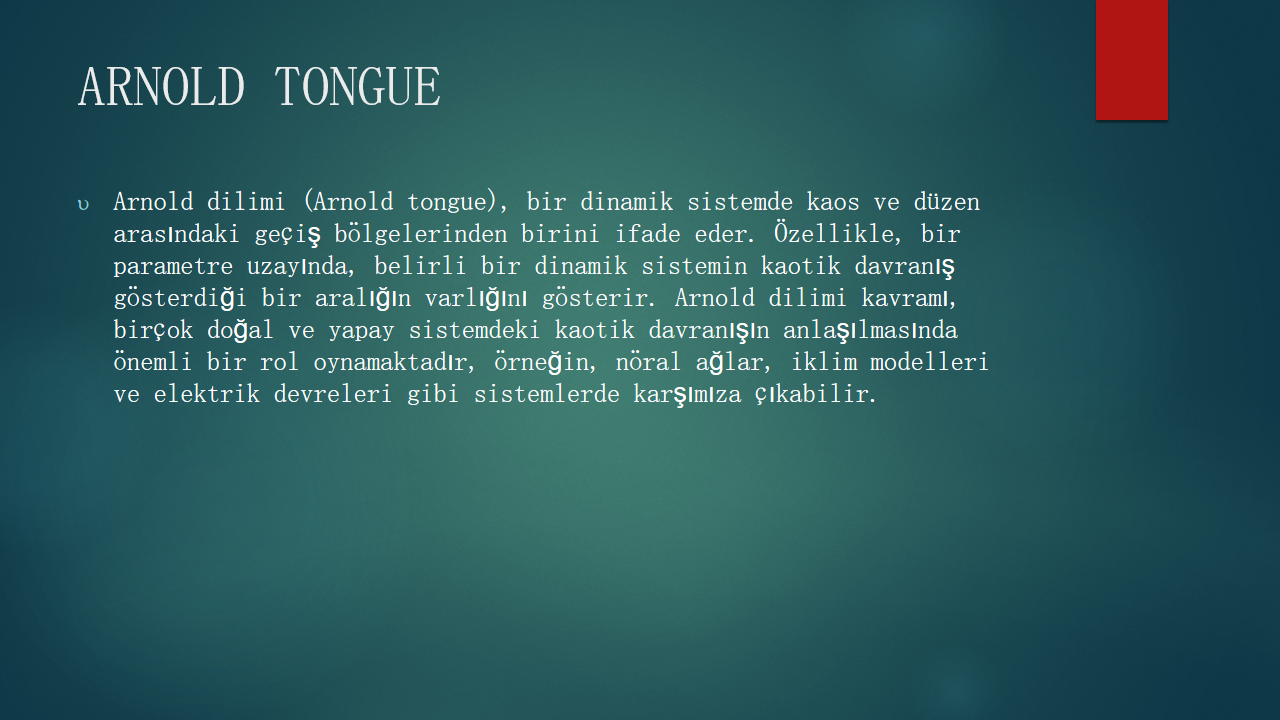 ARNOLD TONGUE
Arnold dilimi (Arnold tongue), bir dinamik sistemde kaos ve düzen
arasındaki geçiş bölgelerinden birini ifade eder. Özellikle, bir
parametre uzayında, belirli bir dinamik sistemin kaotik davranış
gösterdiği bir aralığın varlığını gösterir. Arnold dilimi kavramı,
birçok doğal ve yapay sistemdeki kaotik davranışın anlaşılmasında
önemli bir rol oynamaktadır, örneğin, nöral ağlar, iklim modelleri
ve elektrik devreleri gibi sistemlerde karşımıza çıkabilir.